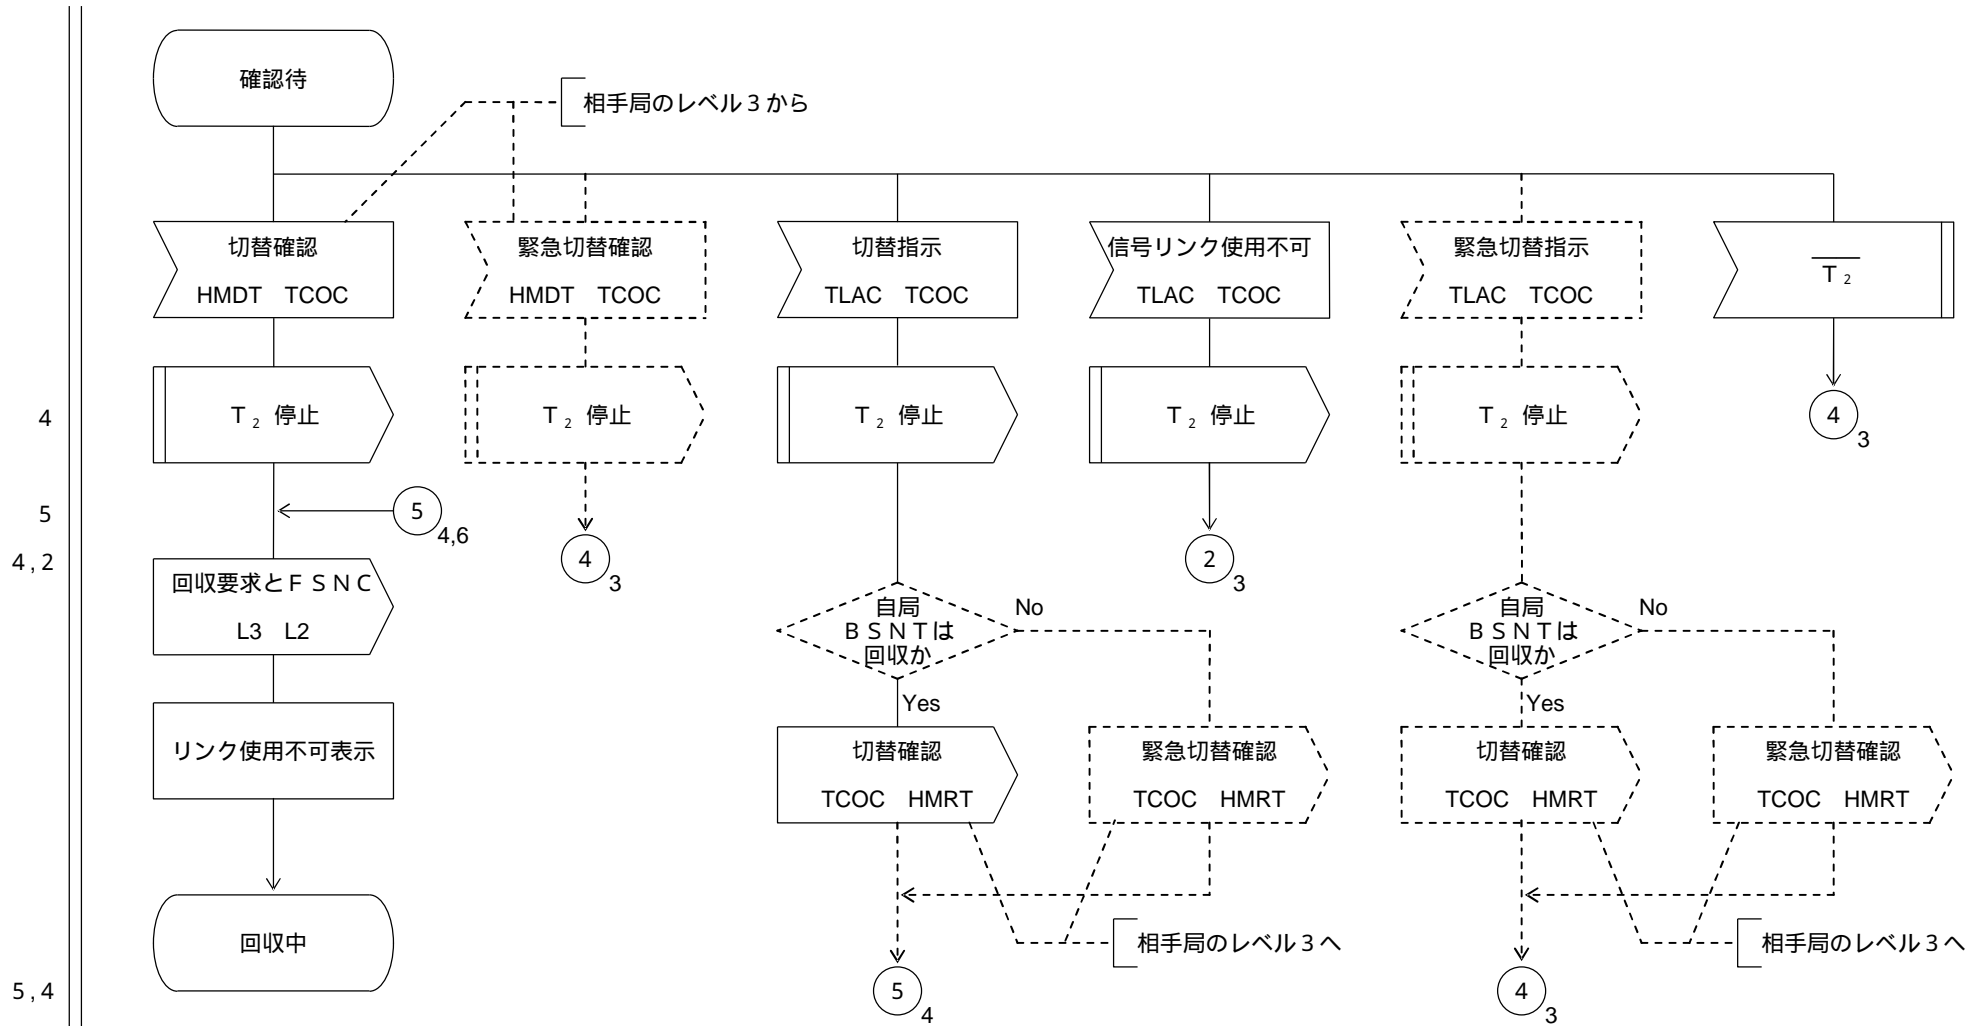 確認待
相手局のレベル3から
切替確認
HMDT TCOC
緊急切替確認
HMDT TCOC
切替指示
TLAC TCOC
信号リンク使用不可
TLAC TCOC
緊急切替指示
TLAC TCOC
T2
4
T2 停止
T2 停止
T2 停止
T2 停止
T2 停止
4
3
5
5
4,6
4
3
2
3
4,2
回収要求とFSNC
L3 L2
自局
BSNTは
回収か
No
Yes
自局
BSNTは
回収か
No
Yes
リンク使用不可表示
切替確認
TCOC HMRT
緊急切替確認
TCOC HMRT
切替確認
TCOC HMRT
緊急切替確認
TCOC HMRT
回収中
相手局のレベル3へ
相手局のレベル3へ
5,4
5
4
4
3